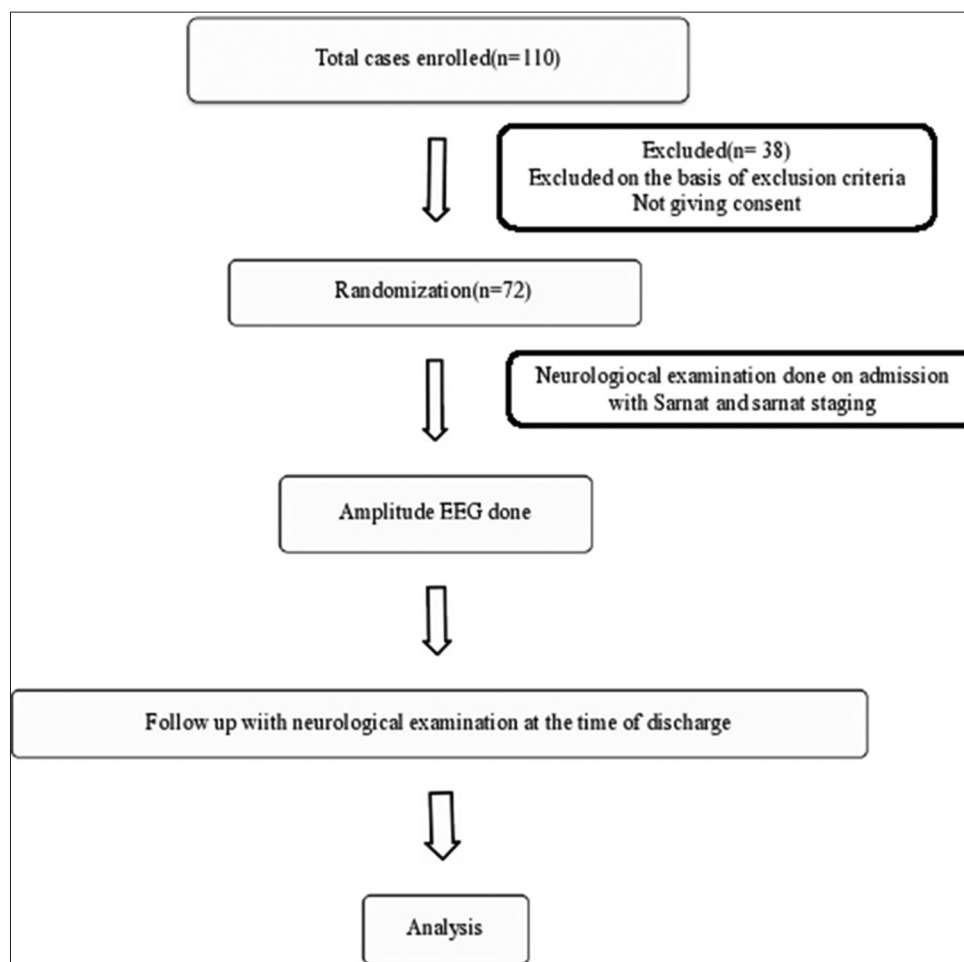 Total cases enrolled(n=110)
Excluded(n= 38)
Excluded on the basis of exclusion criteria
Not giving consent
Randomization(n=72)
Neurologiocal examination done on admission
with Sarnat and sarnat staging
Amplitude EEG done
Follow up wiith neurological examination at the time of discharge
Analysis